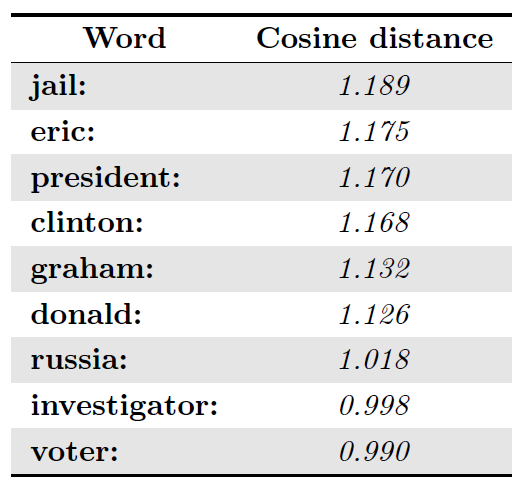 Word Cosine distance
jail: 1.189
eric: 1.175
president: 1.170
clinton: 1.168
graham: 1.132
donald: 1.126
russia: 1.018
investigator: 0.998
voter: 0.990